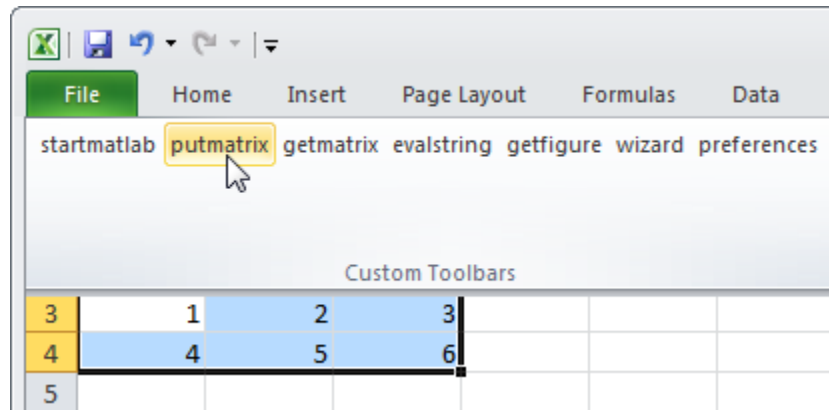 File Home Insert Page Layout Formulas Data
startmatlab putmatrix getmatrix evalstring getfigure wizard preferences
Custom Toolbars
3 1 2 3
4 4 5 6
5